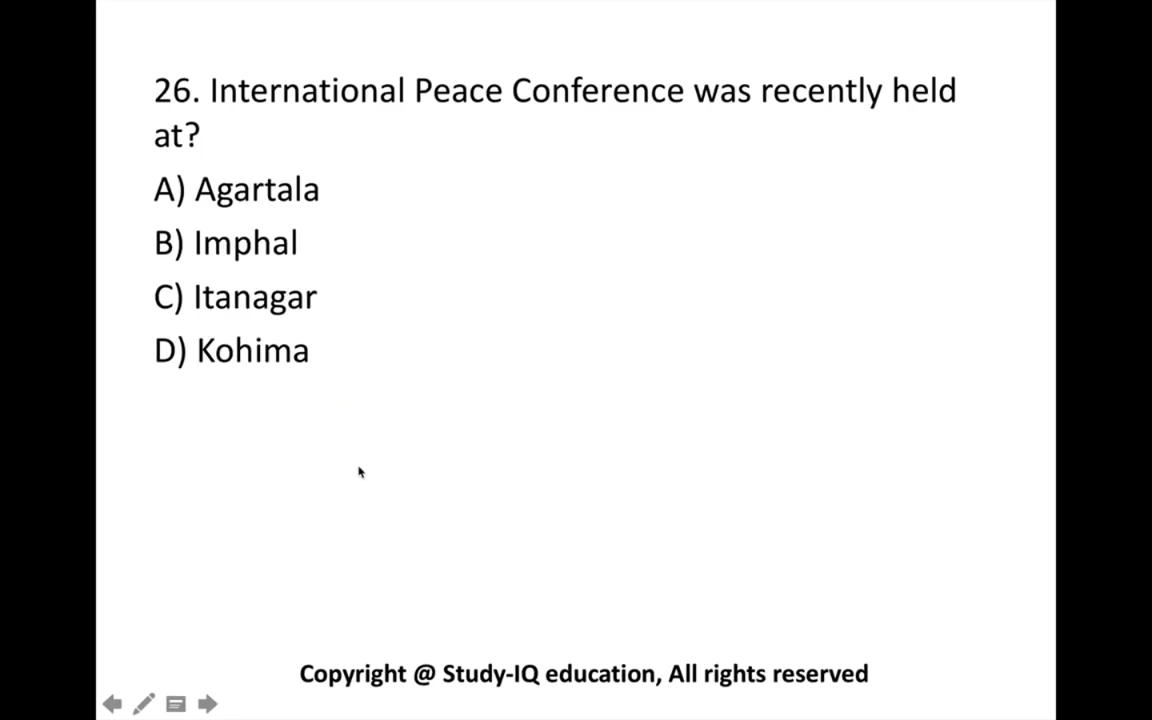 26. International Peace Conference was recently held
at?
A) Agartala
B) Imphal
C) Itanagar
D) Kohima
Copyright @ Study-IQ education, All rights reserved